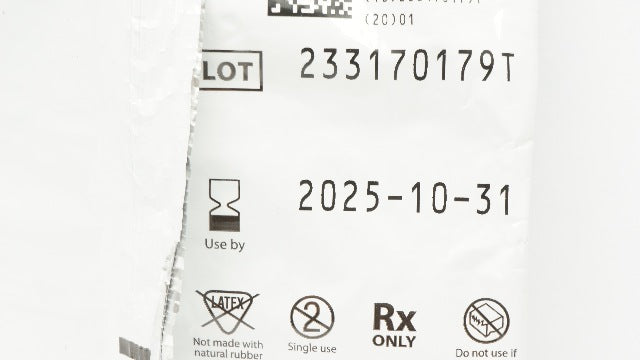 (20)01
LOT 233170179T
2025-10-31
Use by
LATEX 2 Rx
ONLY
Not made with
natural rubber
Single use
Do not use if